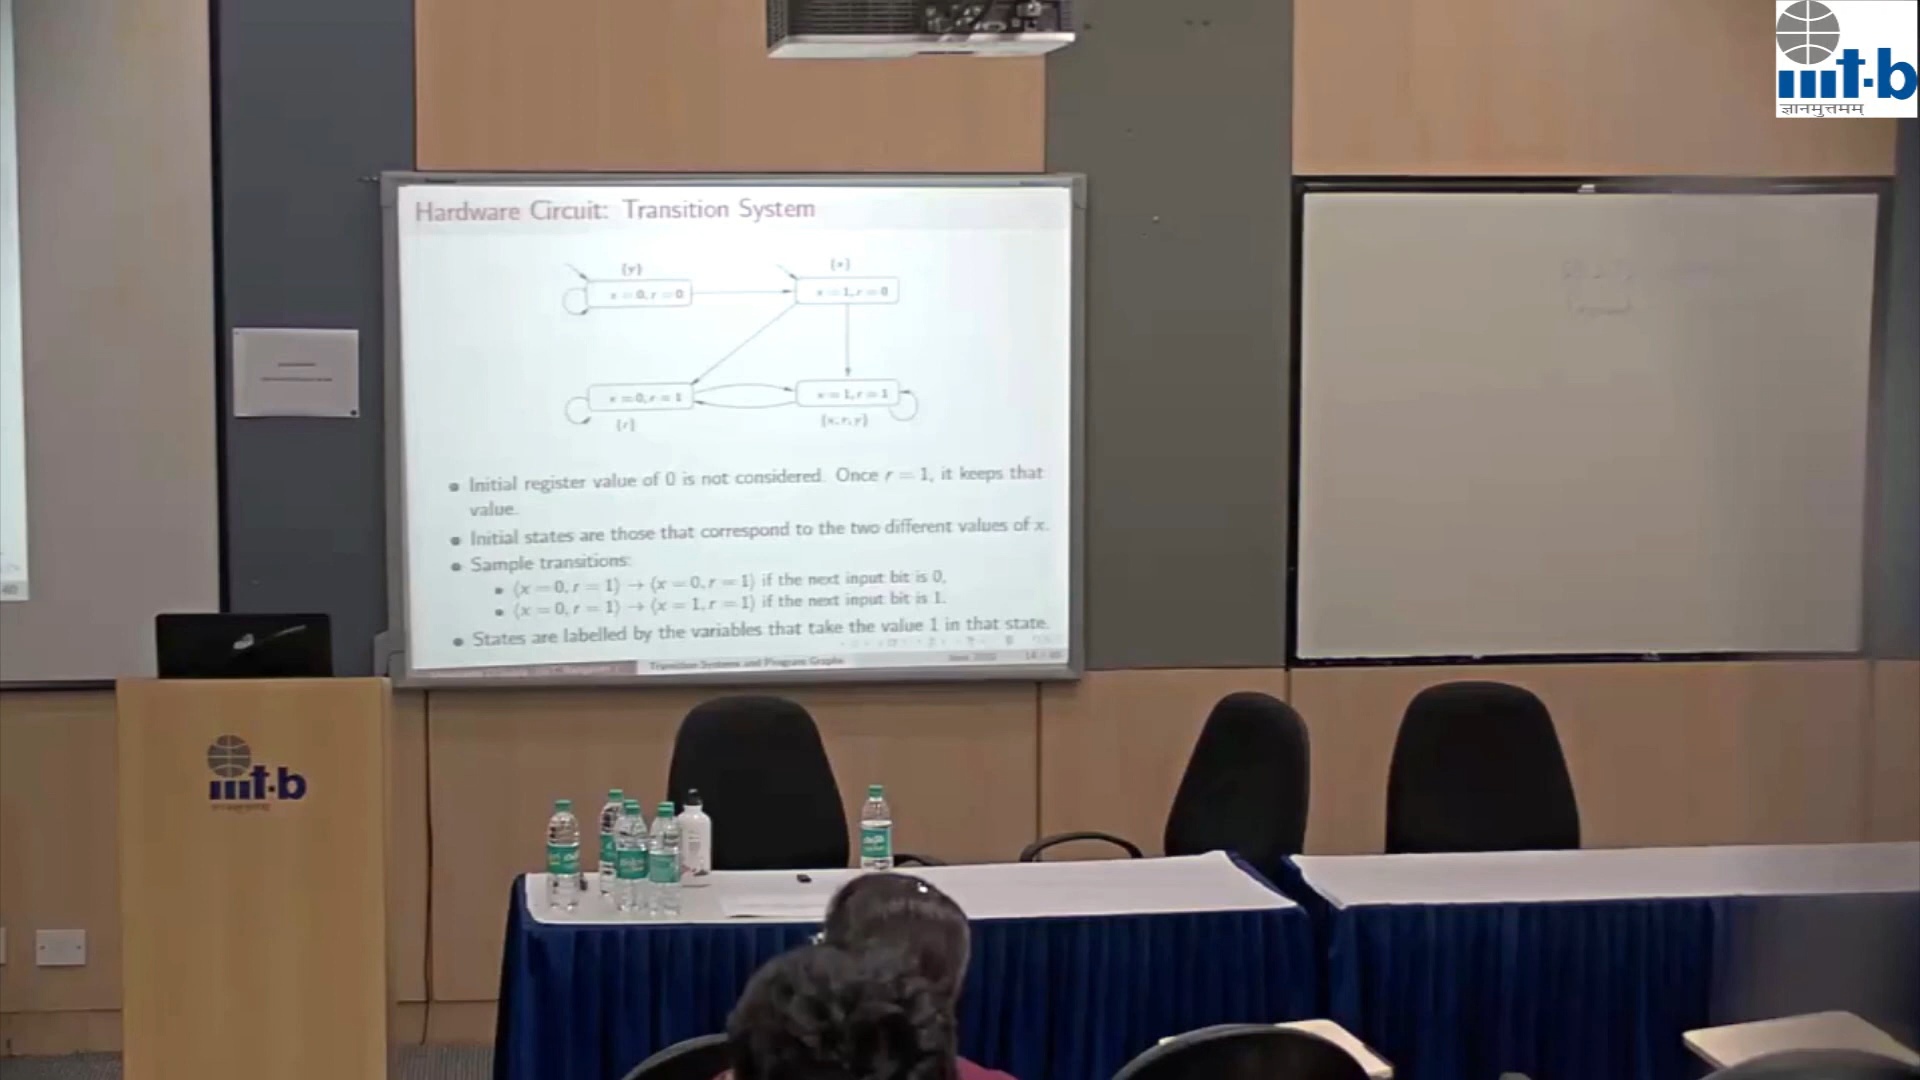 iiit-b
ज्ञानमुत्तमम्
Hardware Circuit: Transition System
{y}
{x}
x = 0, r = 0
x = 1, r = 0
x = 0, r = 1
x = 1, r = 1
{r}
{x, r, y}
Initial register value of 0 is not considered. Once r = 1, it keeps that
value.
Initial states are those that correspond to the two different values of x.
Sample transitions:
⟨x = 0, r = 1⟩ → ⟨x = 0, r = 1⟩ if the next input bit is 0.
⟨x = 0, r = 1⟩ → ⟨x = 1, r = 1⟩ if the next input bit is 1.
States are labelled by the variables that take the value 1 in that state.
Transition Systems and Program Graphs
iiit-b